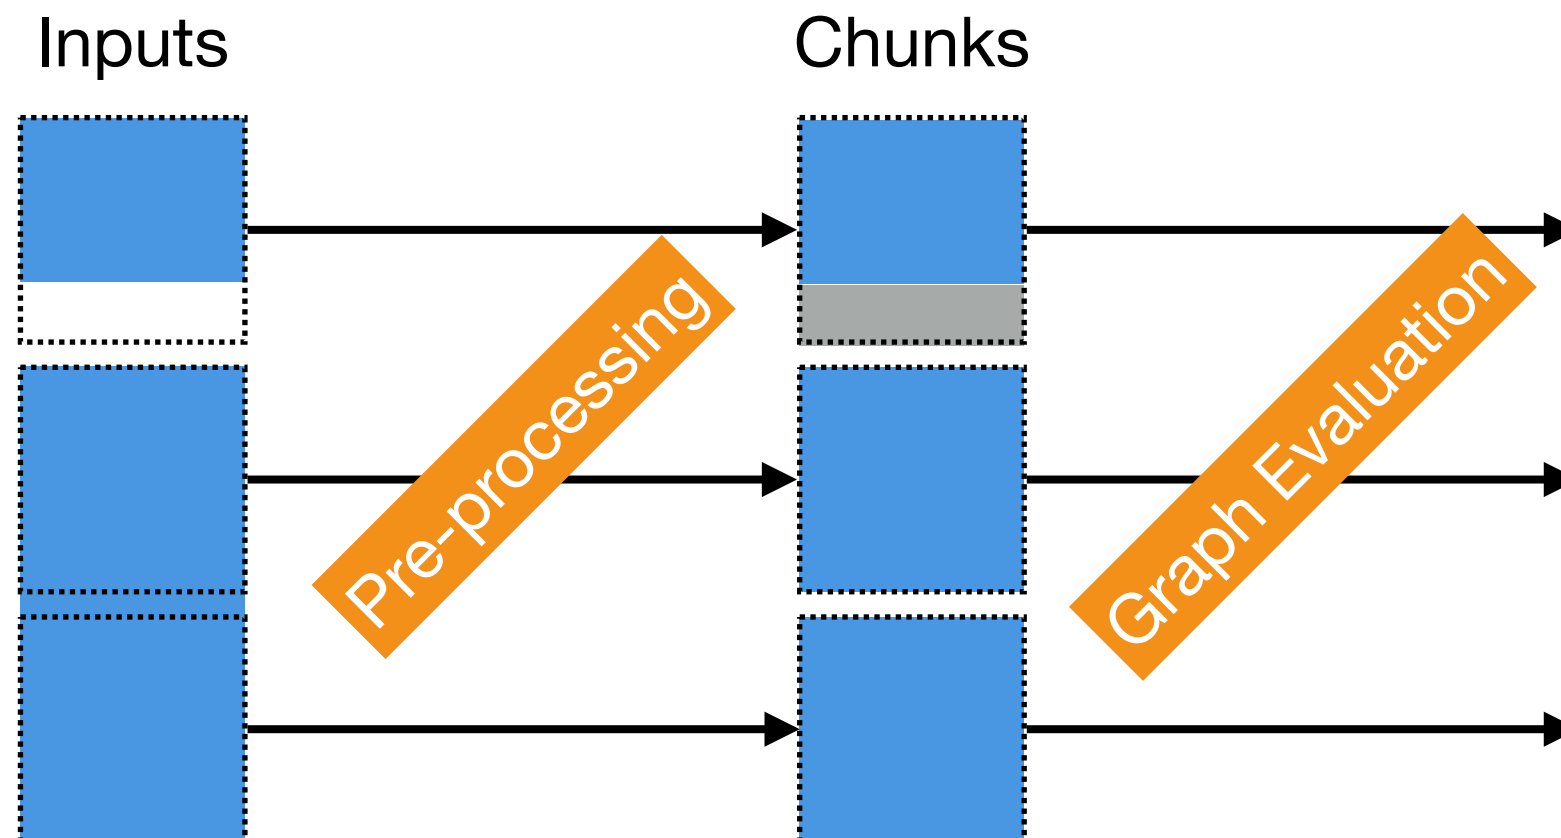 Inputs
Chunks
Pre-processing
Graph Evaluation